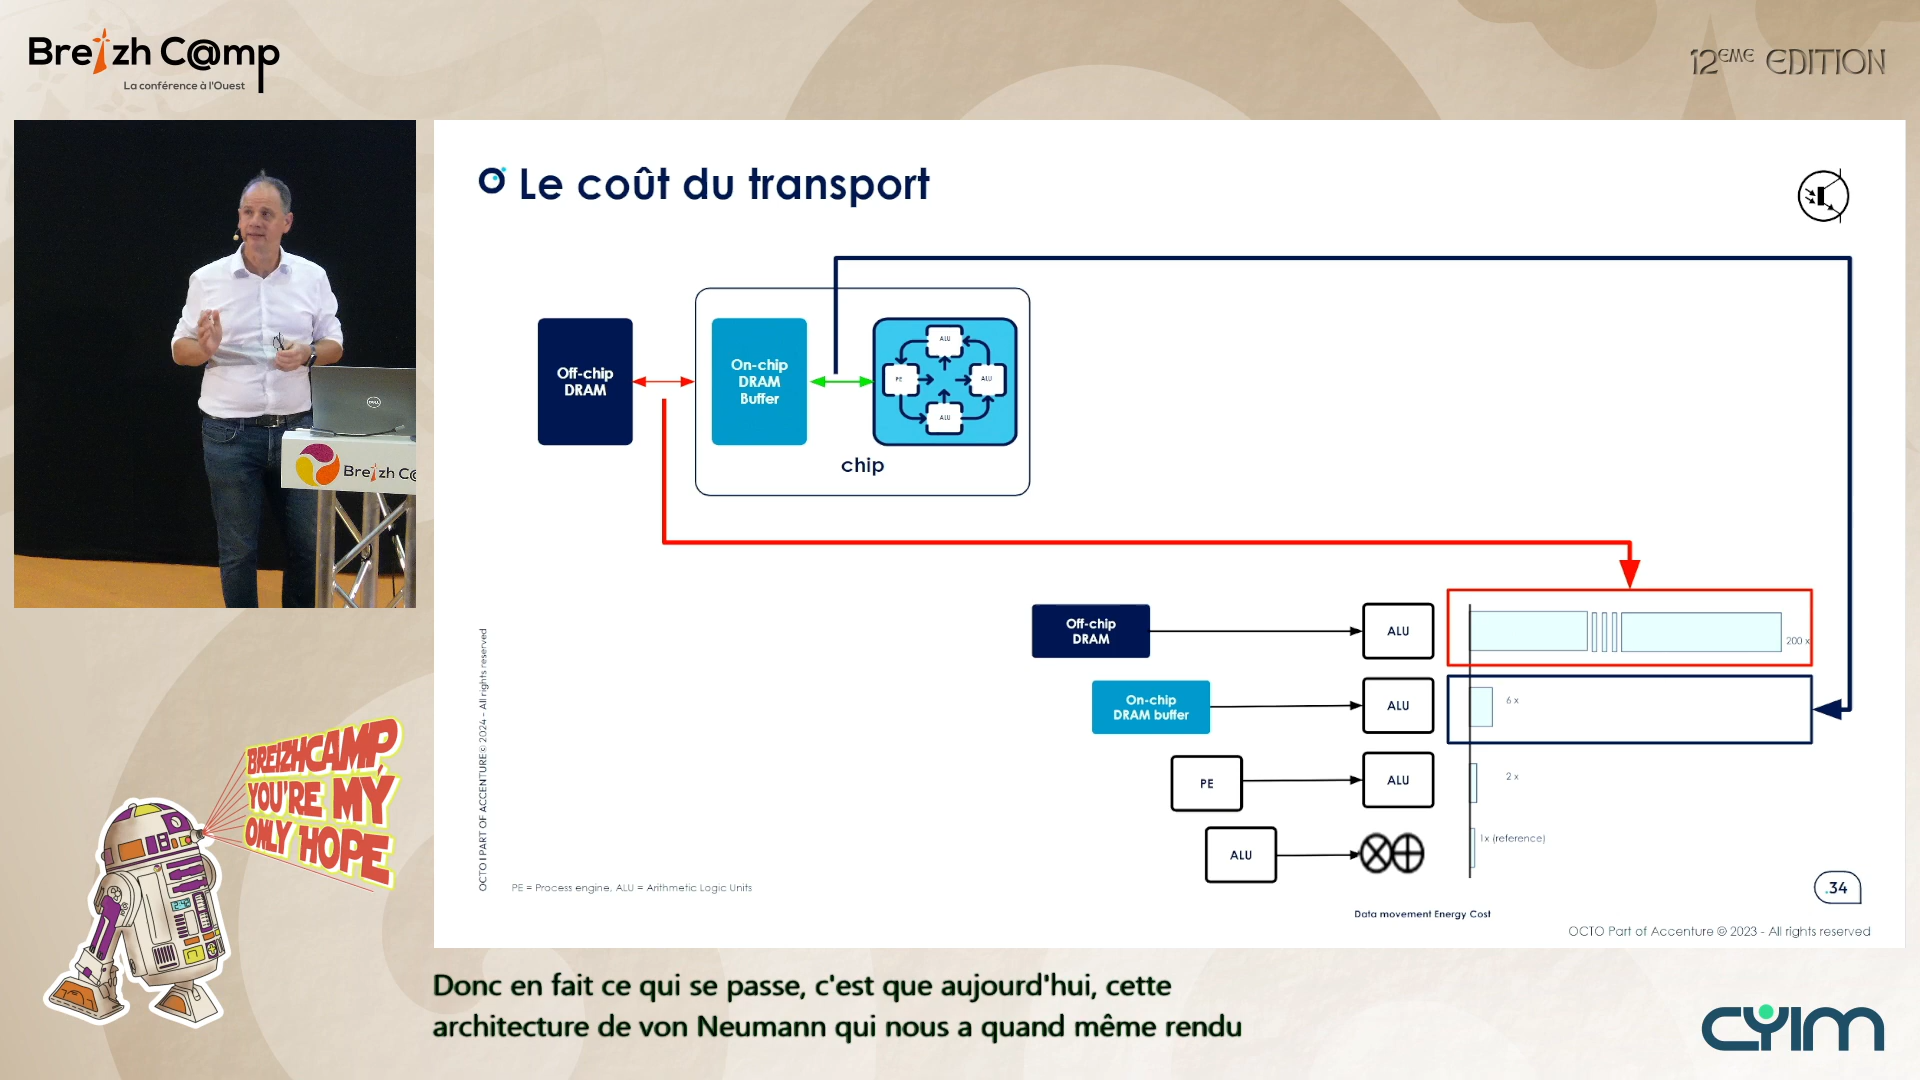 Breizh C@mp
La conférence à l'Ouest
12EME EDITION
Le coût du transport
Off-chip
DRAM
On-chip
DRAM
Buffer
ALU
PE
ALU
ALU
chip
Off-chip
DRAM
ALU
200 x
On-chip
DRAM buffer
ALU
6 x
PE
ALU
2 x
ALU
1x (reference)
PE = Process engine, ALU = Arithmetic Logic Units
Data movement Energy Cost
.34
OCTO Part of Accenture © 2023 - All rights reserved
OCTO I PART OF ACCENTURE© 2024 - All rights reserved
DELL
Breizh C@
BREIZHCAMP,
YOU'RE MY
ONLY HOPE
Donc en fait ce qui se passe, c'est que aujourd'hui, cette
architecture de von Neumann qui nous a quand même rendu
CYIM